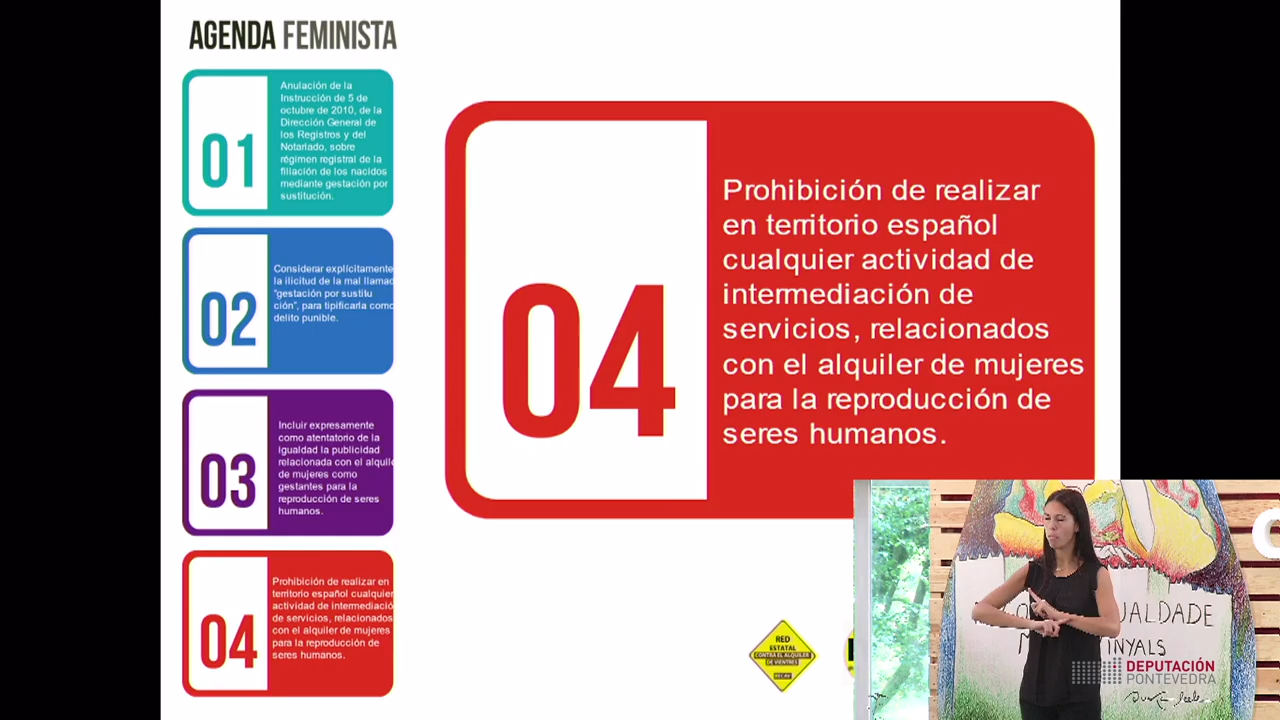 AGENDA FEMINISTA
01
Anulación de la
Instrucción de 5 de
octubre de 2010, de la
Dirección General de
los Registros y del
Notariado, sobre
régimen registral de la
filiación de los nacidos
mediante gestación por
sustitución.
02
Considerar explícitamente
la ilicitud de la mal llamad
"gestación por sustitu
ción", para tipificarla como
delito punible.
03
Incluir expresamente
como atentatorio de la
igualdad la publicidad
relacionada con el alquile
de mujeres como
gestantes para la
reproducción de seres
humanos.
04
Prohibición de realizar en
territorio español cualquier
actividad de intermediació
de servicios, relacionados
con el alquiler de mujeres
para la reproducción de
seres humanos.
04
Prohibición de realizar
en territorio español
cualquier actividad de
intermediación de
servicios, relacionados
con el alquiler de mujeres
para la reproducción de
seres humanos.
RED
ESTATAL
CONTRA EL ALQUILER
DE VIENTRES
UALDADE
INYALS
DEPUTACIÓN
PONTEVEDRA